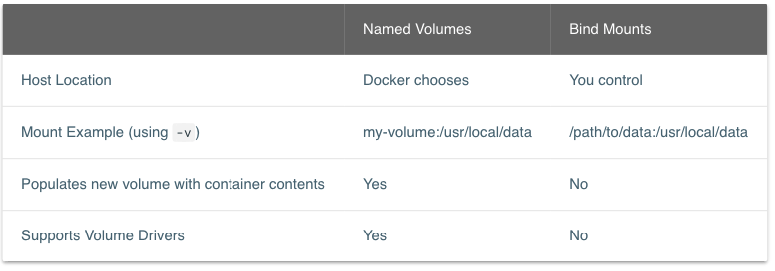 Named Volumes Bind Mounts
Host Location Docker chooses You control
Mount Example (using -v) my-volume:/usr/local/data /path/to/data:/usr/local/data
Populates new volume with container contents Yes No
Supports Volume Drivers Yes No